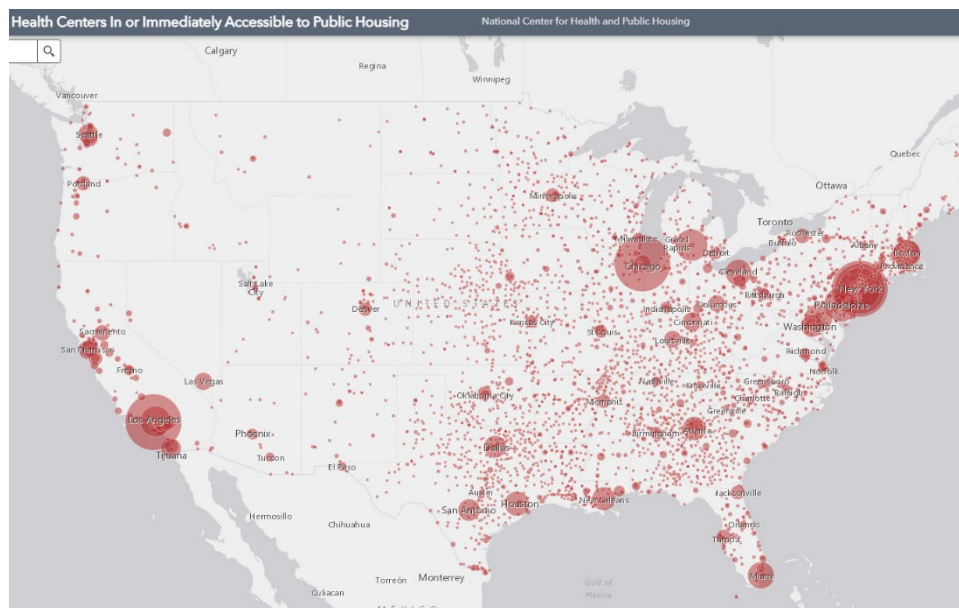 Health Centers In or Immediately Accessible to Public Housing
National Center for Health and Public Housing
Calgary
Regina
Winnipeg
Vancouver
Seattle
Quebec
Portland
Ottawa
Minneapolis
Toronto
Rochester
Buffalo
Albany
Milwaukee
Grand
Rapids
Detroit
Boston
Providence
Chicago
Cleveland
Salt Lake
City
New York
UNITED STATES
Pittsburgh
Philadelphia
Denver
Indianapolis
Columbus
Sacramento
Kansas City
St Louis
Cincinnati
Washington
San Francisco
Louisville
Richmond
Fresno
Norfolk
Las Vegas
Nashville
Knoxville
Greensboro
Raleigh
Oklahoma City
Memphis
Charlotte
Greenville
Los Angeles
Phoenix
Birmingham
Atlanta
Tijuana
Tucson
Dallas
El Paso
Austin
Jacksonville
San Antonio
Houston
New Orleans
Hermosillo
Chihuahua
Orlando
Tampa
Torreón
Monterrey
Miami
Gulf of
Mexico
Culiacan
MÉXICO